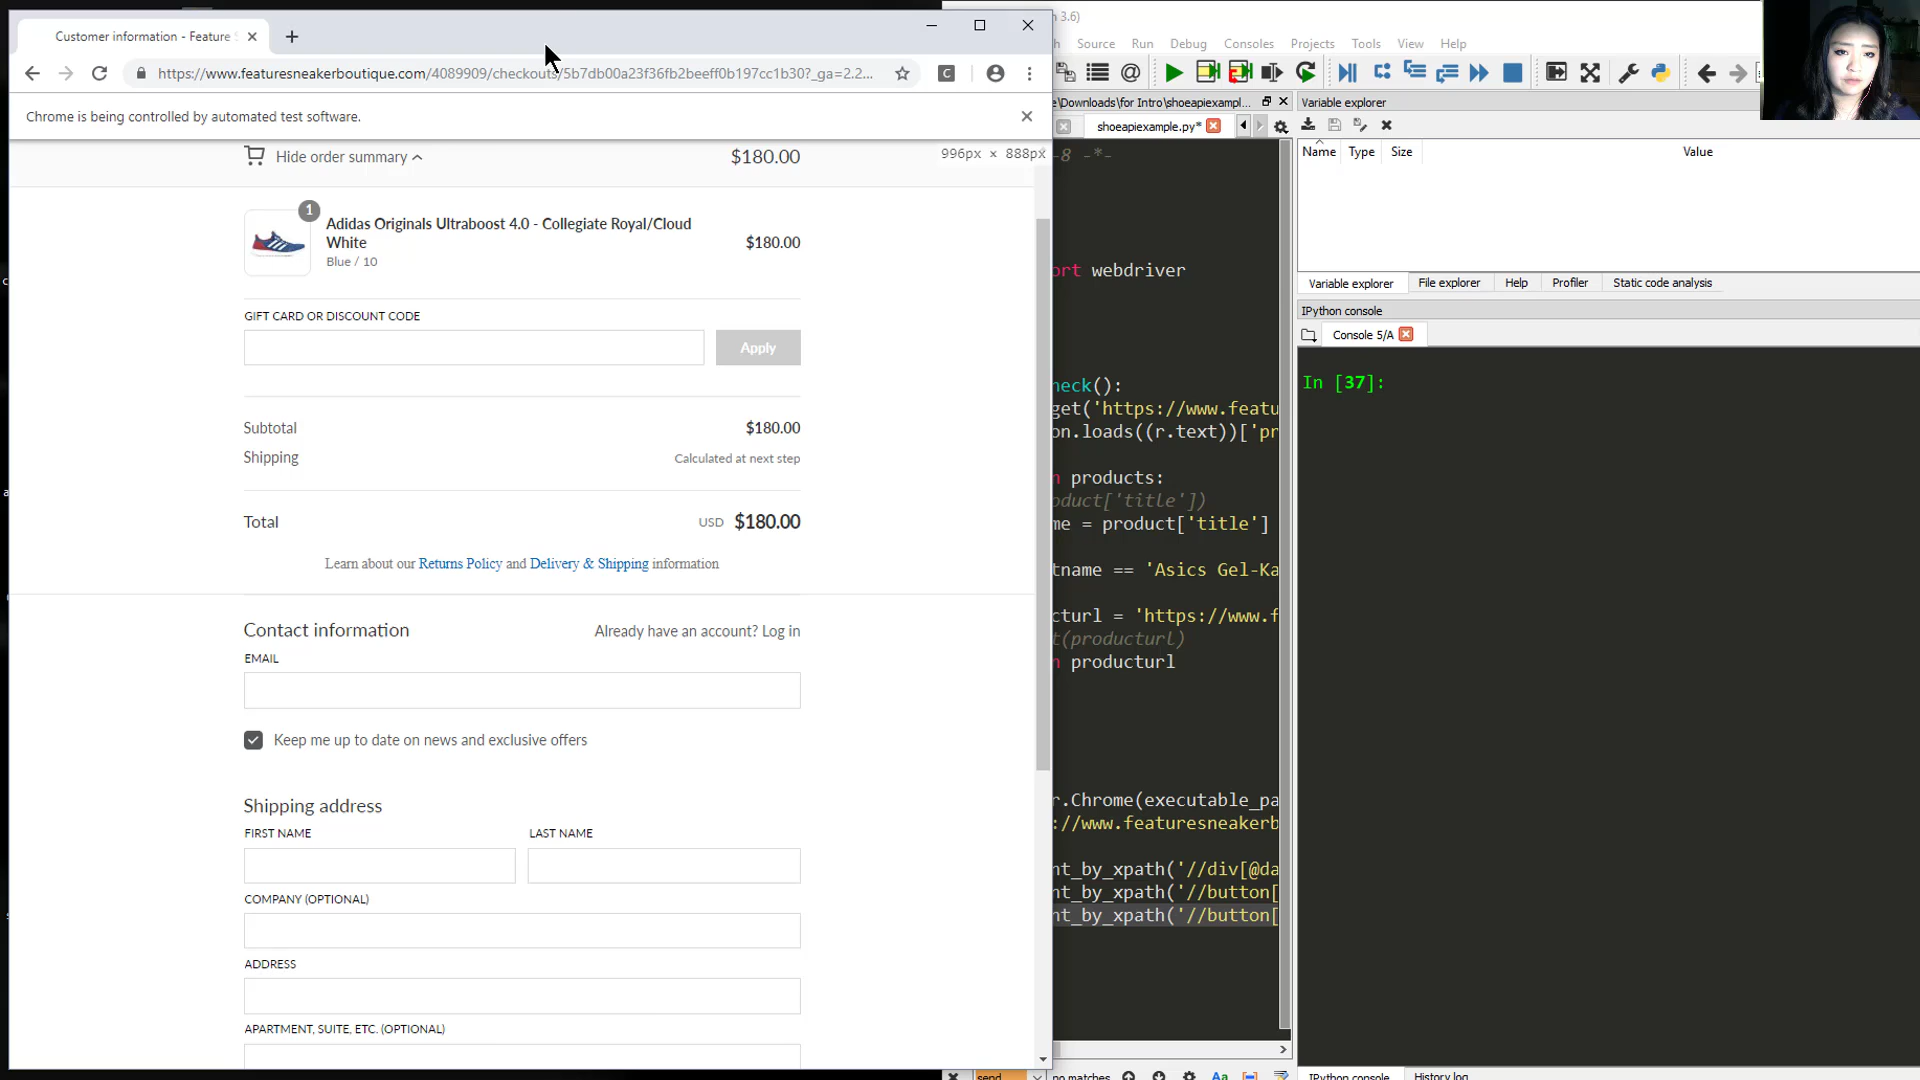 Customer information - Feature S
https://www.featuresneakerboutique.com/4089909/checkouts/5b7db00a23f36fb2beeff0b197cc1b30?_ga=2.2...
Chrome is being controlled by automated test software.
Hide order summary
$180.00
996px × 888px
1
Adidas Originals Ultraboost 4.0 - Collegiate Royal/Cloud
White
Blue / 10
$180.00
GIFT CARD OR DISCOUNT CODE
Apply
Subtotal
$180.00
Shipping
Calculated at next step
Total
USD $180.00
Learn about our Returns Policy and Delivery & Shipping information
Contact information
Already have an account? Log in
EMAIL
Keep me up to date on news and exclusive offers
Shipping address
FIRST NAME
LAST NAME
COMPANY (OPTIONAL)
ADDRESS
APARTMENT, SUITE, ETC. (OPTIONAL)
3.6)
h Source Run Debug Consoles Projects Tools View Help
e\Downloads\for Intro\shoeapiexampl...
shoeapiexample.py*
-8 -*-
ort webdriver
heck():
get('https://www.featu
on.loads((r.text))['pr
n products:
oduct['title'])
me = product['title']
tname == 'Asics Gel-Ka
cturl = 'https://www.f
t(producturl)
n producturl
r.Chrome(executable_pa
://www.featuresneakerb
nt_by_xpath('//div[@da
nt_by_xpath('//button[
nt_by_xpath('//button[
send
no matches
Aa
Variable explorer
Name Type Size Value
Variable explorer File explorer Help Profiler Static code analysis
IPython console
Console 5/A
In [37]:
IPython console History log